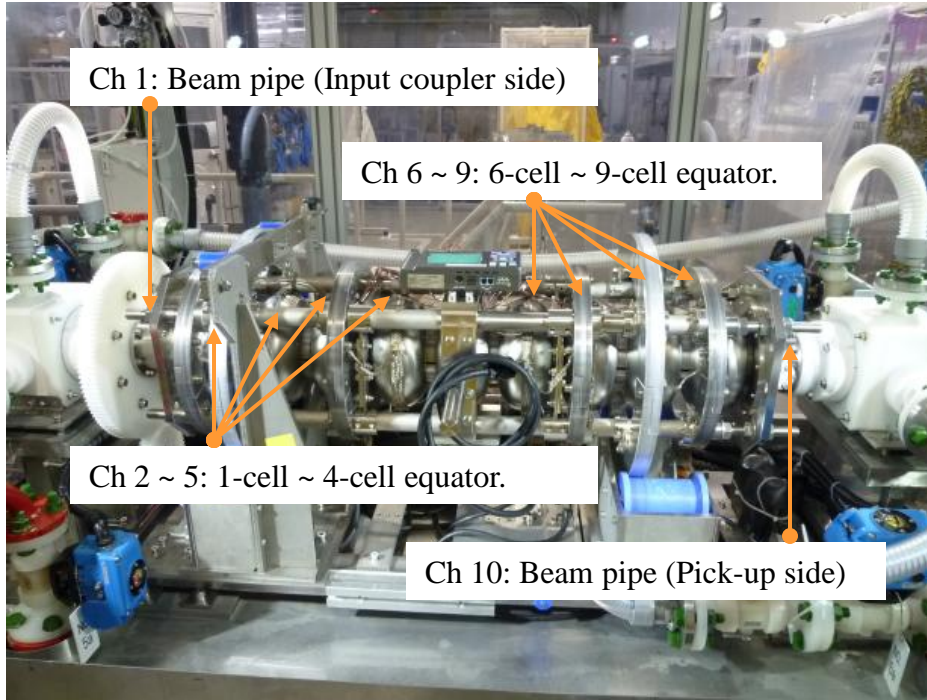 Ch 1: Beam pipe (Input coupler side)
Ch 6 ~ 9: 6-cell ~ 9-cell equator.
Ch 2 ~ 5: 1-cell ~ 4-cell equator.
Ch 10: Beam pipe (Pick-up side)